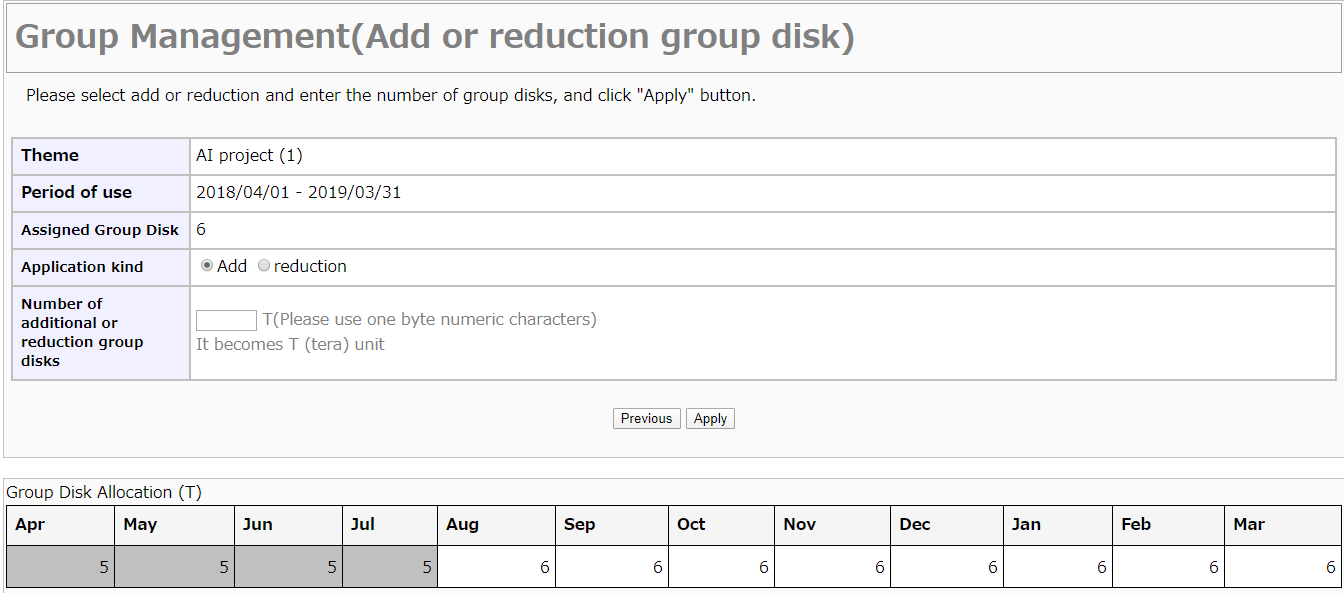 Group Management(Add or reduction group disk)
Please select add or reduction and enter the number of group disks, and click "Apply" button.
Theme AI project (1)
Period of use 2018/04/01 - 2019/03/31
Assigned Group Disk 6
Application kind Add reduction
Number of
additional or
reduction group
disks
T(Please use one byte numeric characters)
It becomes T (tera) unit
Previous Apply
Group Disk Allocation (T)
Apr May Jun Jul Aug Sep Oct Nov Dec Jan Feb Mar
5 5 5 5 6 6 6 6 6 6 6 6